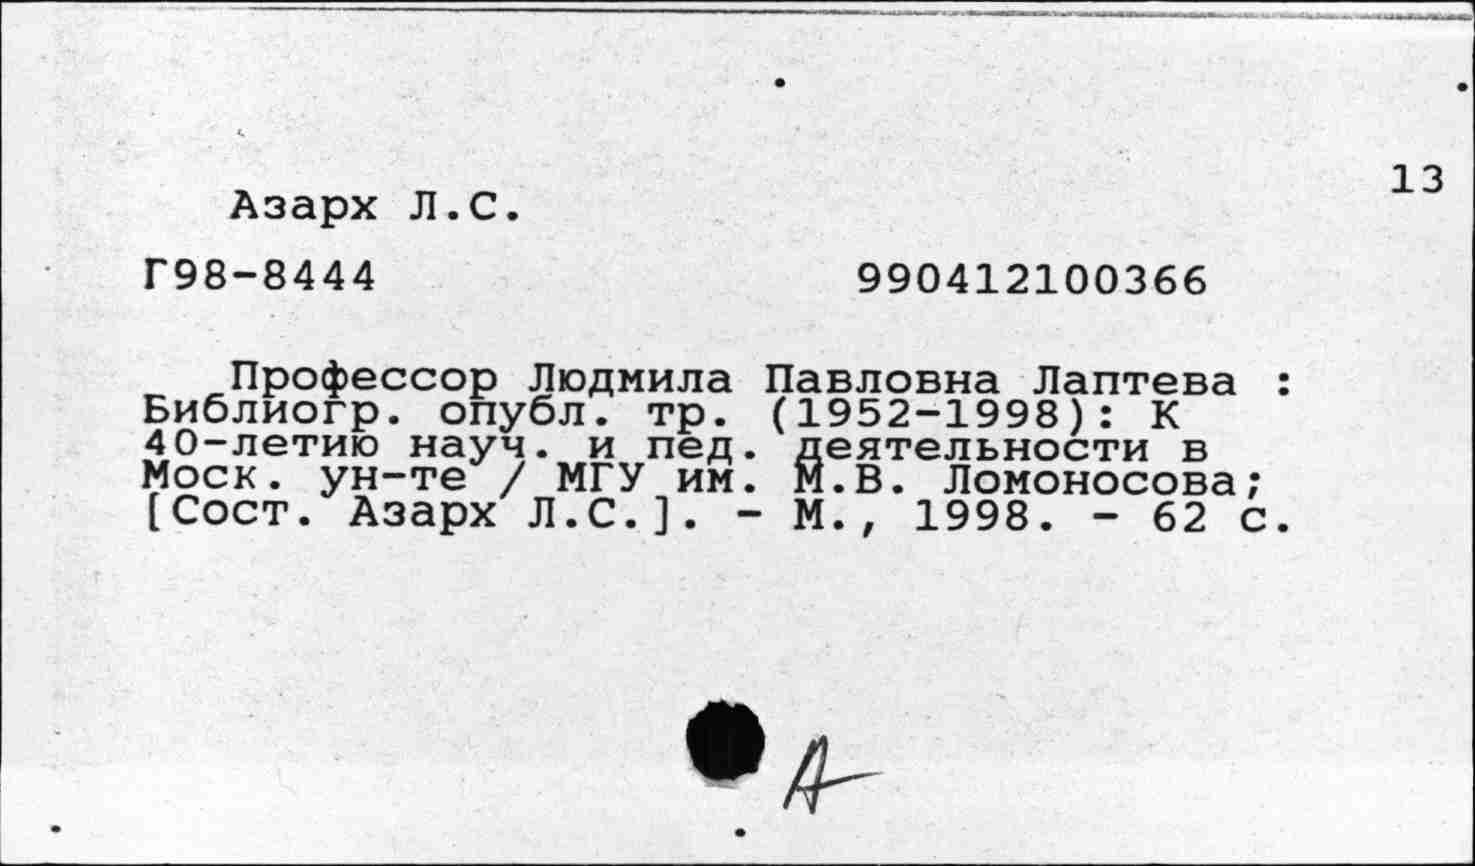 13
Азарх Л.С.
Г98-8444 990412100366
Профессор Людмила Павловна Лаптева :
Библиогр. опубл. тр. (1952-1998): К
40-летию науч. и пед. деятельности в
Моск. ун-те / МГУ им. М.В. Ломоносова;
[Сост. Азарх Л.С.]. - М., 1998. - 62 с.
А